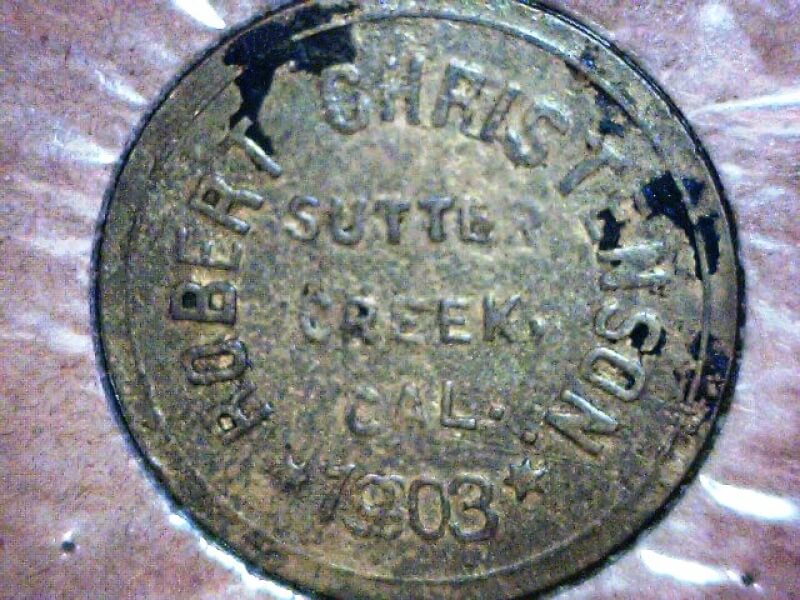 ROBERT CHRISTENSON
SUTTER
CREEK,
CAL.
*1903*